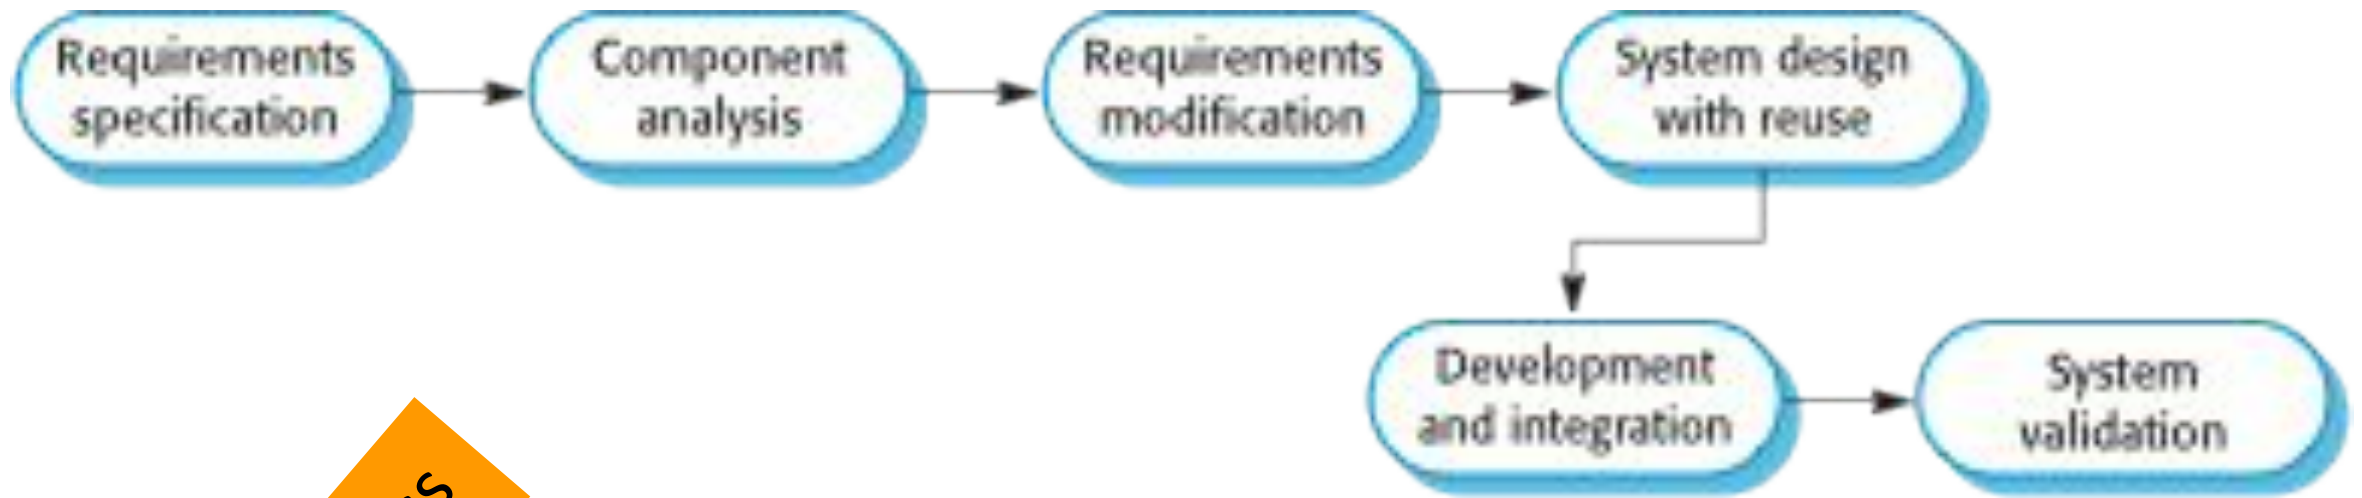 Requirements
specification
Component
analysis
Requirements
modification
System design
with reuse
Development
and integration
System
validation